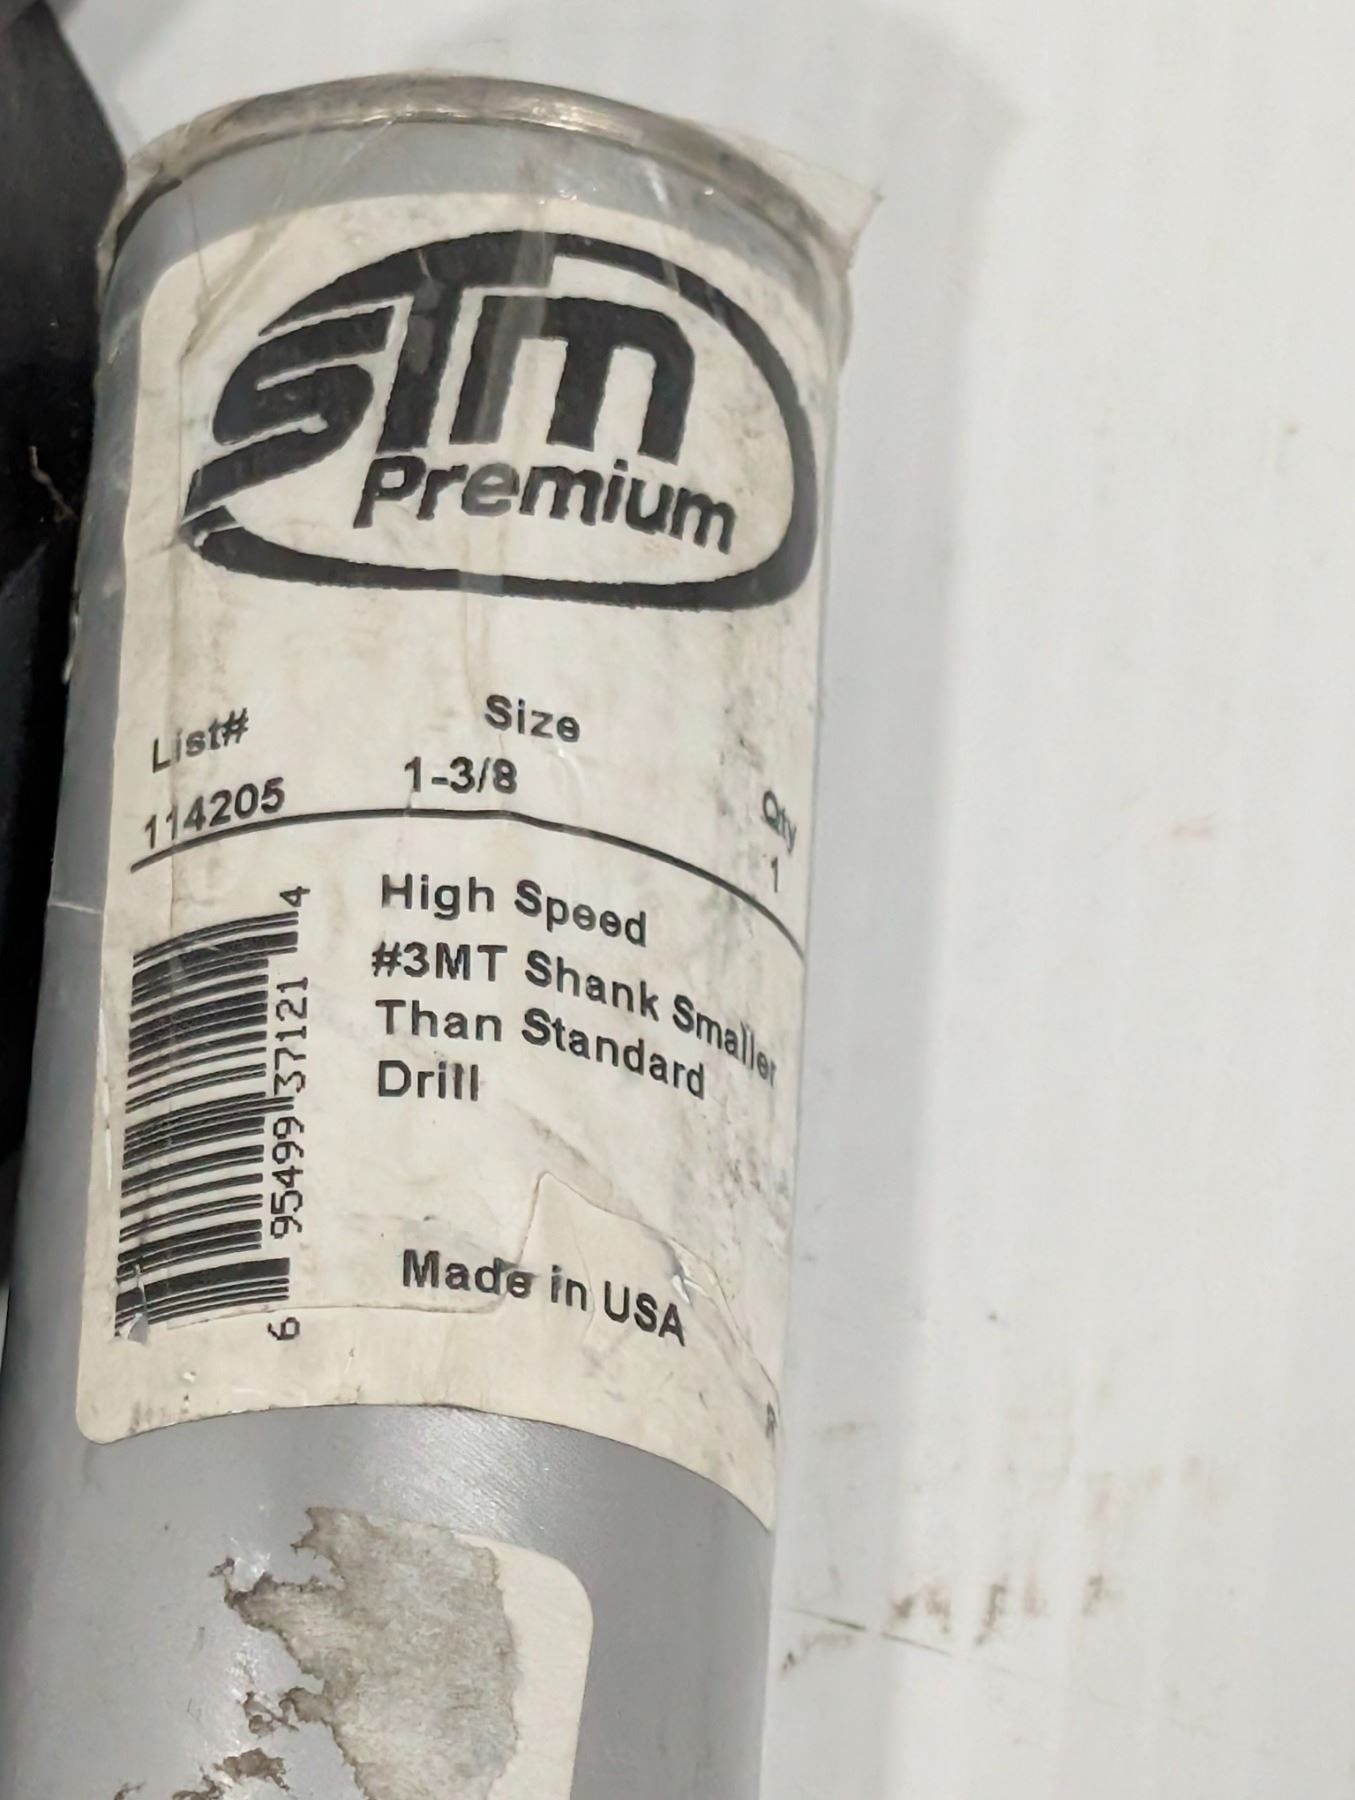 STM
Premium
List# Size Qty
114205 1-3/8 1
High Speed
#3MT Shank Smaller
Than Standard
Drill
6 95499 37121 4
Made in USA
R